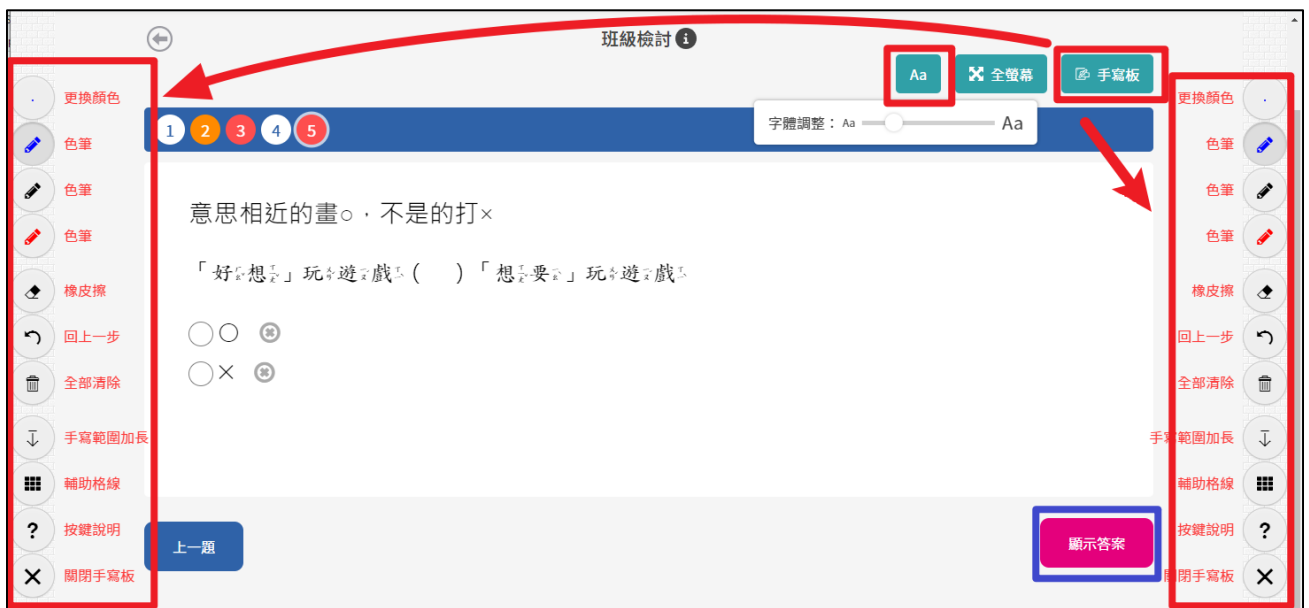 班級檢討
Aa
全螢幕
手寫板
字體調整： Aa Aa
1 2 3 4 5
意思相近的畫○，不是的打×
「好想」玩遊戲（ ）「想要」玩遊戲
○
×
上一題
顯示答案
更換顏色
色筆
色筆
色筆
橡皮擦
回上一步
全部清除
手寫範圍加長
輔助格線
? 按鍵說明
關閉手寫板
更換顏色
色筆
色筆
色筆
橡皮擦
回上一步
全部清除
手寫範圍加長
輔助格線
按鍵說明 ?
關閉手寫板